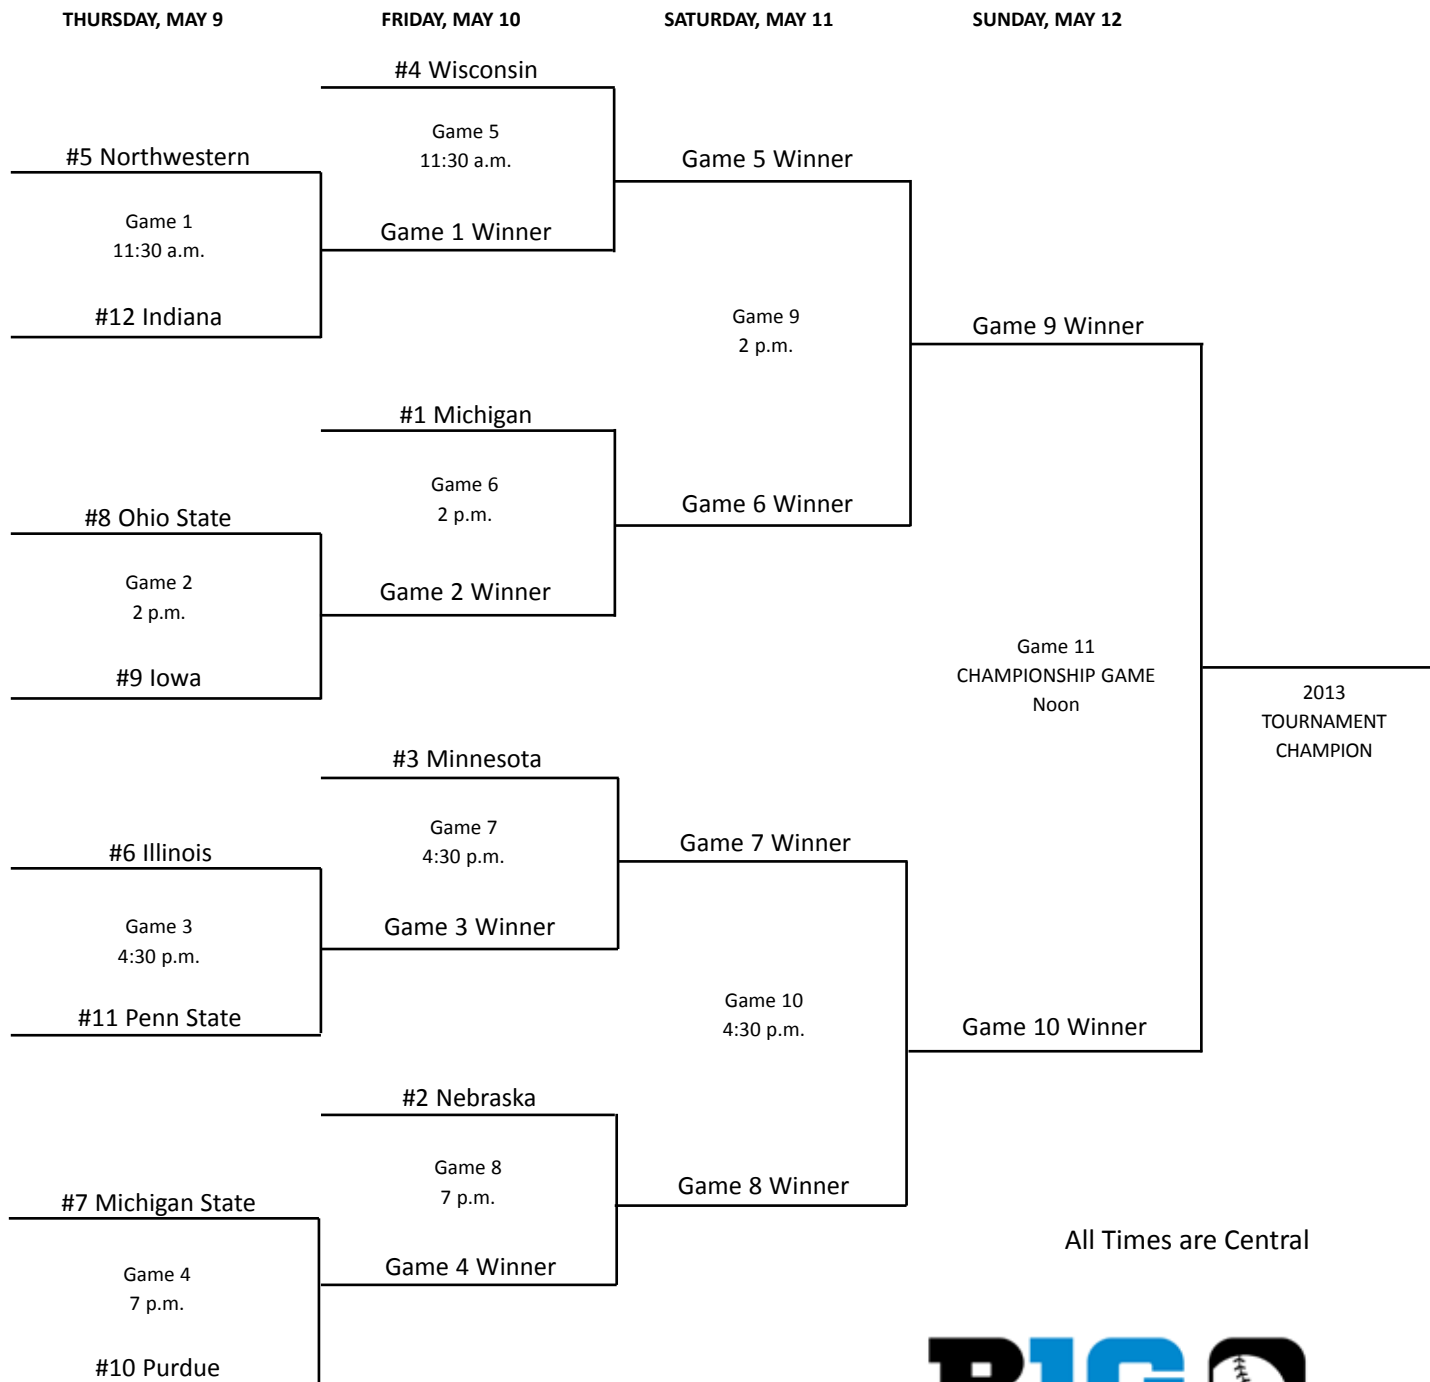 THURSDAY, MAY 9
FRIDAY, MAY 10
SATURDAY, MAY 11
SUNDAY, MAY 12
#4 Wisconsin
Game 5
11:30 a.m.
#5 Northwestern
Game 5 Winner
Game 1
11:30 a.m.
Game 1 Winner
#12 Indiana
Game 9
2 p.m.
Game 9 Winner
#1 Michigan
Game 6
2 p.m.
Game 6 Winner
#8 Ohio State
Game 2
2 p.m.
Game 2 Winner
#9 Iowa
Game 11
CHAMPIONSHIP GAME
Noon
2013
TOURNAMENT
CHAMPION
#3 Minnesota
Game 7
4:30 p.m.
Game 7 Winner
#6 Illinois
Game 3
4:30 p.m.
Game 3 Winner
#11 Penn State
Game 10
4:30 p.m.
Game 10 Winner
#2 Nebraska
Game 8
7 p.m.
Game 8 Winner
#7 Michigan State
Game 4
7 p.m.
Game 4 Winner
#10 Purdue
All Times are Central
B1G